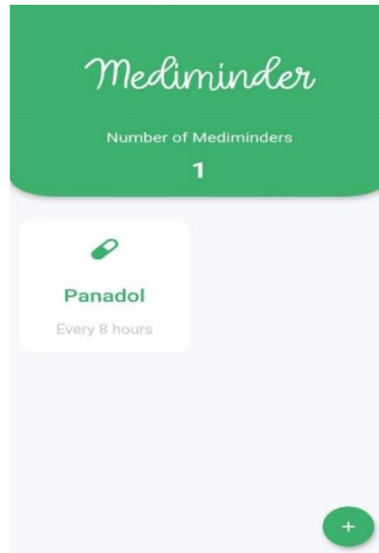 Mediminder
Number of Mediminders
1
Panadol
Every 8 hours
+